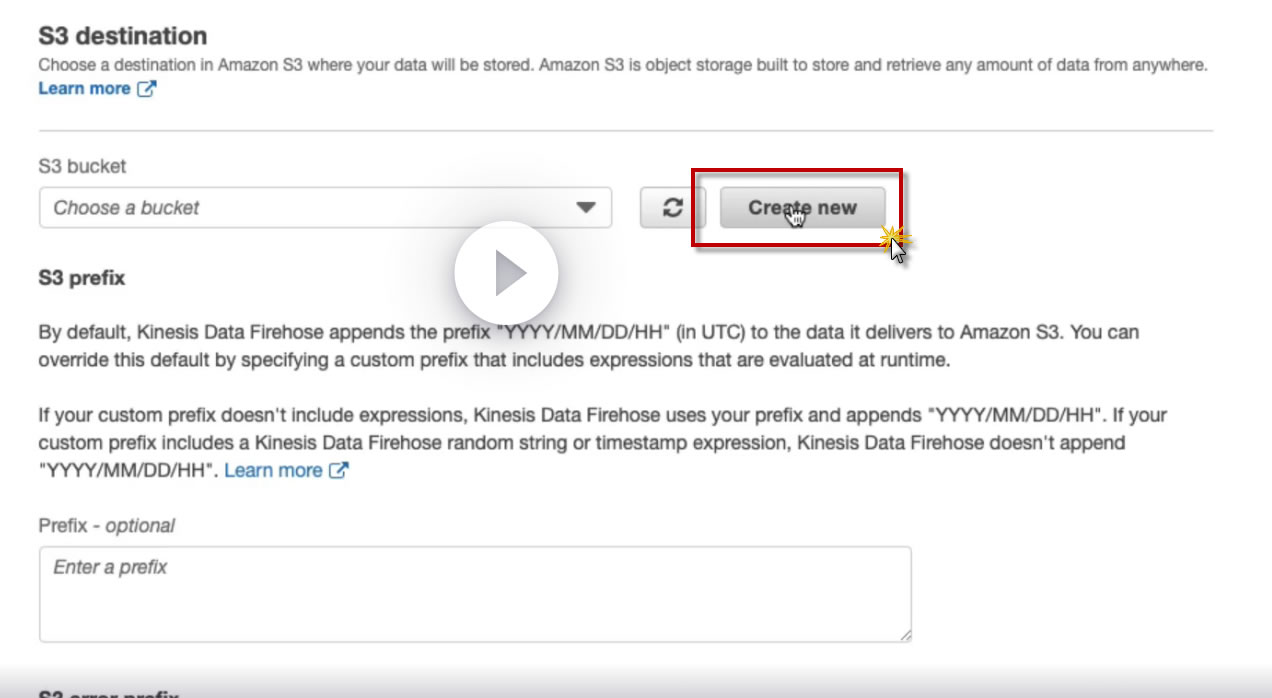 S3 destination
Choose a destination in Amazon S3 where your data will be stored. Amazon S3 is object storage built to store and retrieve any amount of data from anywhere.
Learn more
S3 bucket
Choose a bucket
Create new
S3 prefix
By default, Kinesis Data Firehose appends the prefix "YYYY/MM/DD/HH" (in UTC) to the data it delivers to Amazon S3. You can
override this default by specifying a custom prefix that includes expressions that are evaluated at runtime.
If your custom prefix doesn't include expressions, Kinesis Data Firehose uses your prefix and appends "YYYY/MM/DD/HH". If your
custom prefix includes a Kinesis Data Firehose random string or timestamp expression, Kinesis Data Firehose doesn't append
"YYYY/MM/DD/HH". Learn more
Prefix - optional
Enter a prefix
S3 error prefix